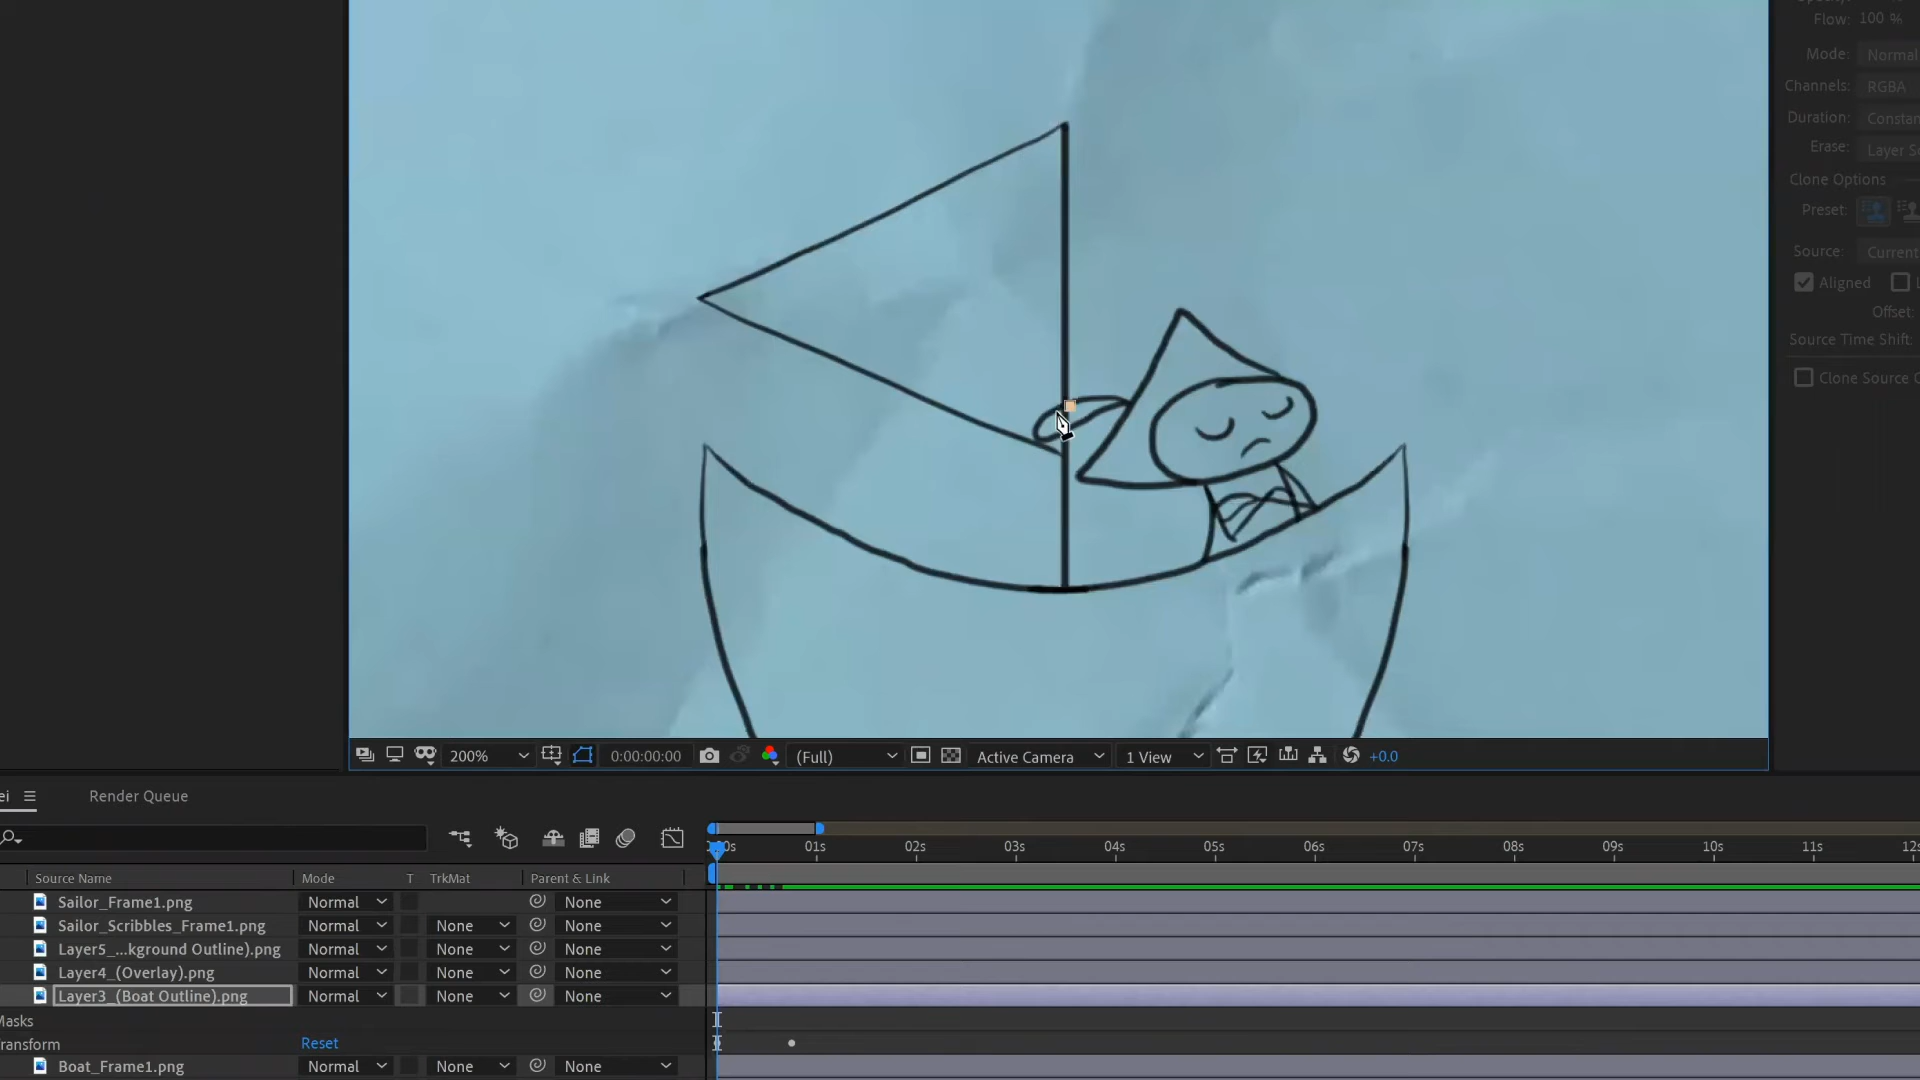 Flow: 100 %
Mode: Normal
Channels: RGBA
Duration: Constan
Erase: Layer So
Clone Options
Preset:
Source: Current
Aligned
Offset:
Source Time Shift:
Clone Source O
200% 0:00:00:00 (Full) Active Camera 1 View +0.0
ei Render Queue
:00s 01s 02s 03s 04s 05s 06s 07s 08s 09s 10s 11s 12s
Source Name Mode T TrkMat Parent & Link
Sailor_Frame1.png Normal None
Sailor_Scribbles_Frame1.png Normal None None
Layer5_...kground Outline).png Normal None None
Layer4_(Overlay).png Normal None None
Layer3_(Boat Outline).png Normal None None
Masks
ransform Reset
Boat_Frame1.png Normal None None